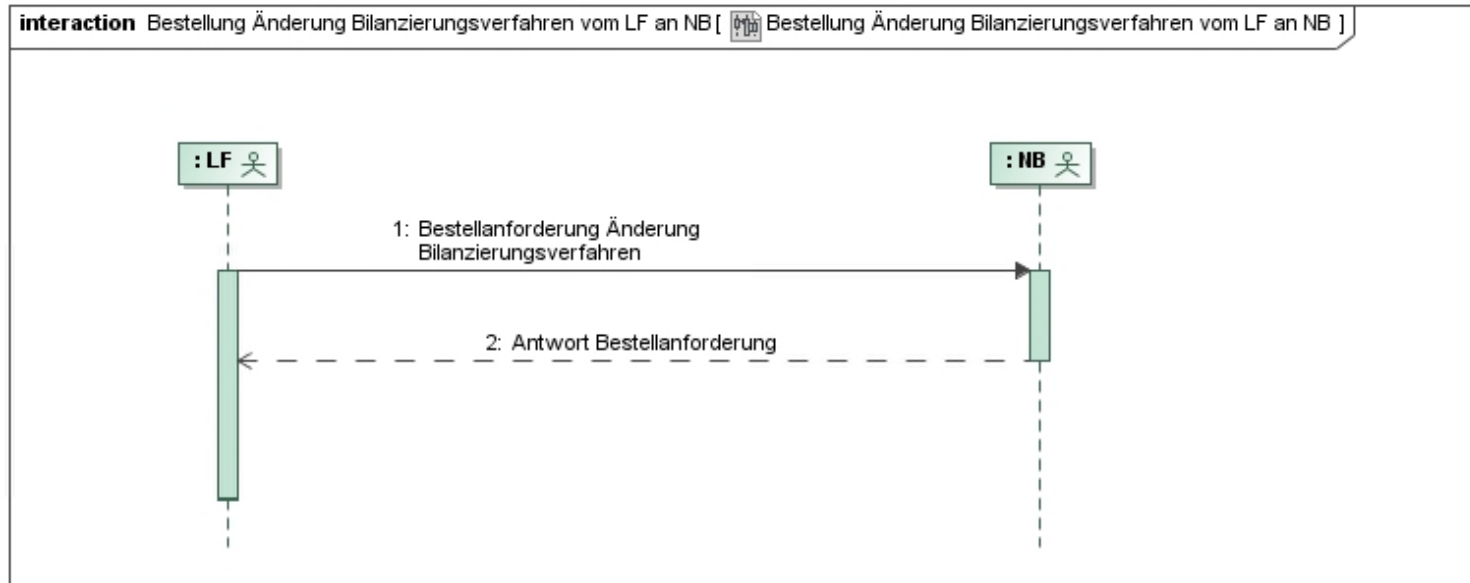 interaction Bestellung Änderung Bilanzierungsverfahren vom LF an NB [ Bestellung Änderung Bilanzierungsverfahren vom LF an NB ]
: LF
: NB
1: Bestellanforderung Änderung
Bilanzierungsverfahren
2: Antwort Bestellanforderung